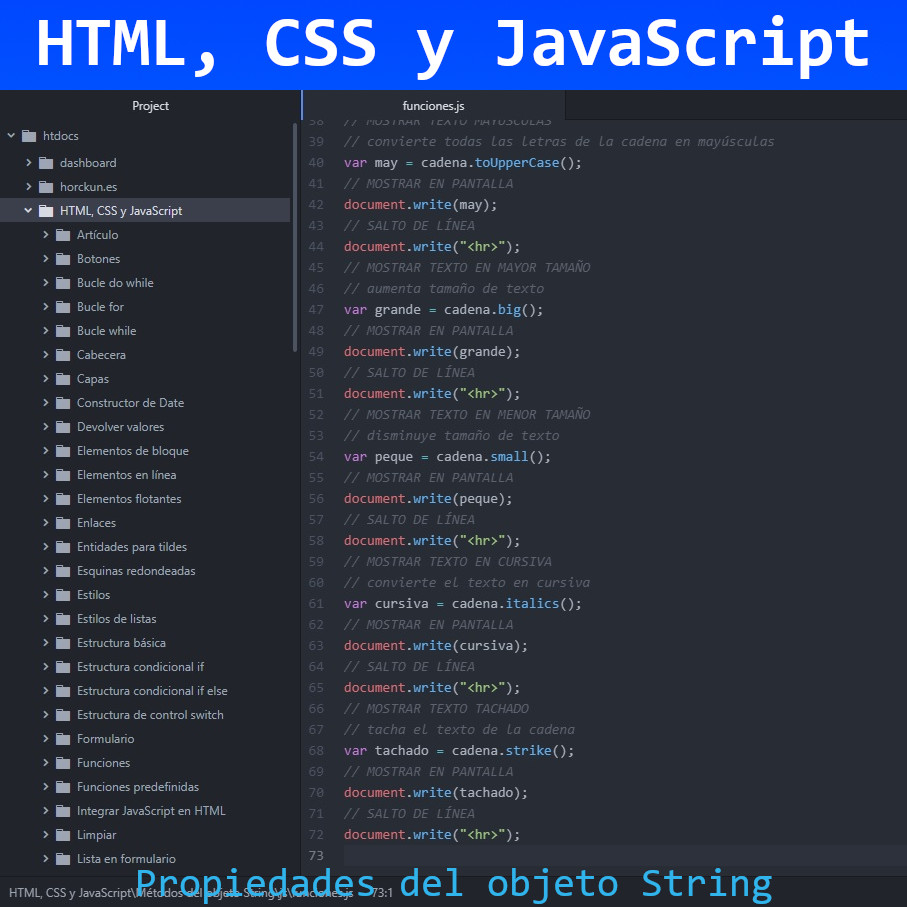 HTML, CSS y JavaScript
Project
htdocs
dashboard
horckun.es
HTML, CSS y JavaScript
Artículo
Botones
Bucle do while
Bucle for
Bucle while
Cabecera
Capas
Constructor de Date
Devolver valores
Elementos de bloque
Elementos en línea
Elementos flotantes
Enlaces
Entidades para tildes
Esquinas redondeadas
Estilos
Estilos de listas
Estructura básica
Estructura condicional if
Estructura condicional if else
Estructura de control switch
Formulario
Funciones
Funciones predefinidas
Integrar JavaScript en HTML
Limpiar
Lista en formulario
funciones.js
38 // MOSTRAR TEXTO MAYÚSCULAS
39 // convierte todas las letras de la cadena en mayúsculas
40 var may = cadena.toUpperCase();
41 // MOSTRAR EN PANTALLA
42 document.write(may);
43 // SALTO DE LÍNEA
44 document.write("<hr>");
45 // MOSTRAR TEXTO EN MAYOR TAMAÑO
46 // aumenta tamaño de texto
47 var grande = cadena.big();
48 // MOSTRAR EN PANTALLA
49 document.write(grande);
50 // SALTO DE LÍNEA
51 document.write("<hr>");
52 // MOSTRAR TEXTO EN MENOR TAMAÑO
53 // disminuye tamaño de texto
54 var peque = cadena.small();
55 // MOSTRAR EN PANTALLA
56 document.write(peque);
57 // SALTO DE LÍNEA
58 document.write("<hr>");
59 // MOSTRAR TEXTO EN CURSIVA
60 // convierte el texto en cursiva
61 var cursiva = cadena.italics();
62 // MOSTRAR EN PANTALLA
63 document.write(cursiva);
64 // SALTO DE LÍNEA
65 document.write("<hr>");
66 // MOSTRAR TEXTO TACHADO
67 // tacha el texto de la cadena
68 var tachado = cadena.strike();
69 // MOSTRAR EN PANTALLA
70 document.write(tachado);
71 // SALTO DE LÍNEA
72 document.write("<hr>");
73
HTML, CSS y JavaScript\Métodos del objeto String\js\funciones.js 73:1
Propiedades del objeto String